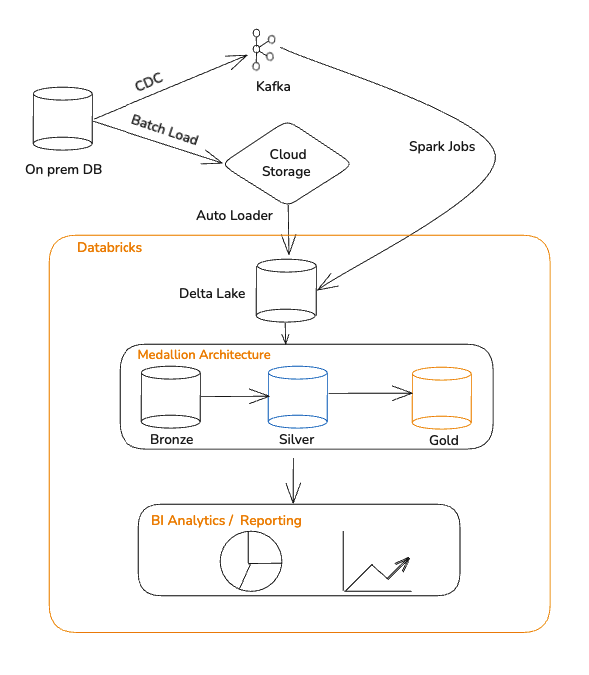 CDC
Kafka
Batch Load
On prem DB
Cloud
Storage
Spark Jobs
Auto Loader
Databricks
Delta Lake
Medallion Architecture
Bronze
Silver
Gold
BI Analytics /  Reporting